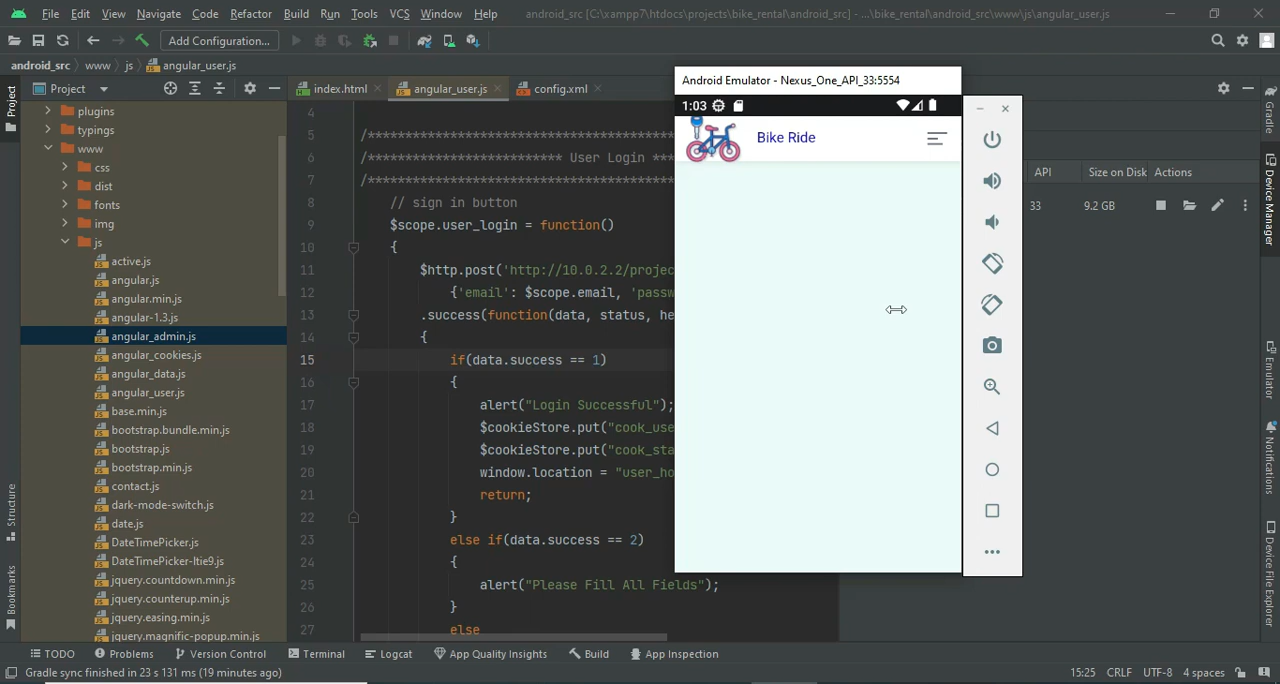 File Edit View Navigate Code Refactor Build Run Tools VCS Window Help android_src [C:\xampp7\htdocs\projects\bike_rental\android_src] - ...\bike_rental\android_src\www\js\angular_user.js
Add Configuration...
android_src www js angular_user.js
Project
index.html angular_user.js config.xml
plugins
typings
www
css
dist
fonts
img
js
active.js
angular.js
angular.min.js
angular-1.3.js
angular_admin.js
angular_cookies.js
angular_data.js
angular_user.js
base.min.js
bootstrap.bundle.min.js
bootstrap.js
bootstrap.min.js
contact.js
dark-mode-switch.js
date.js
DateTimePicker.js
DateTimePicker-ltie9.js
jquery.countdown.min.js
jquery.counterup.min.js
jquery.easing.min.js
jquery.magnific-popup.min.js
4
5 /*************************************
6 /*************************** User Login ***
7 /*************************************
8 // sign in button
9 $scope.user_login = function()
10 {
11 $http.post('http://10.0.2.2/projec
12 {'email': $scope.email, 'passw
13 .success(function(data, status, he
14 {
15 if(data.success == 1)
16 {
17 alert("Login Successful");
18 $cookieStore.put("cook_use
19 $cookieStore.put("cook_sta
20 window.location = "user_ho
21 return;
22 }
23 else if(data.success == 2)
24 {
25 alert("Please Fill All Fields");
26 }
27 else
Android Emulator - Nexus_One_API_33:5554
1:03
Bike Ride
API Size on Disk Actions
33 9.2 GB
Project
Structure
Bookmarks
Gradle
Device Manager
Emulator
Notifications
Device File Explorer
TODO Problems Version Control Terminal Logcat App Quality Insights Build App Inspection
Gradle sync finished in 23 s 131 ms (19 minutes ago) 15:25 CRLF UTF-8 4 spaces